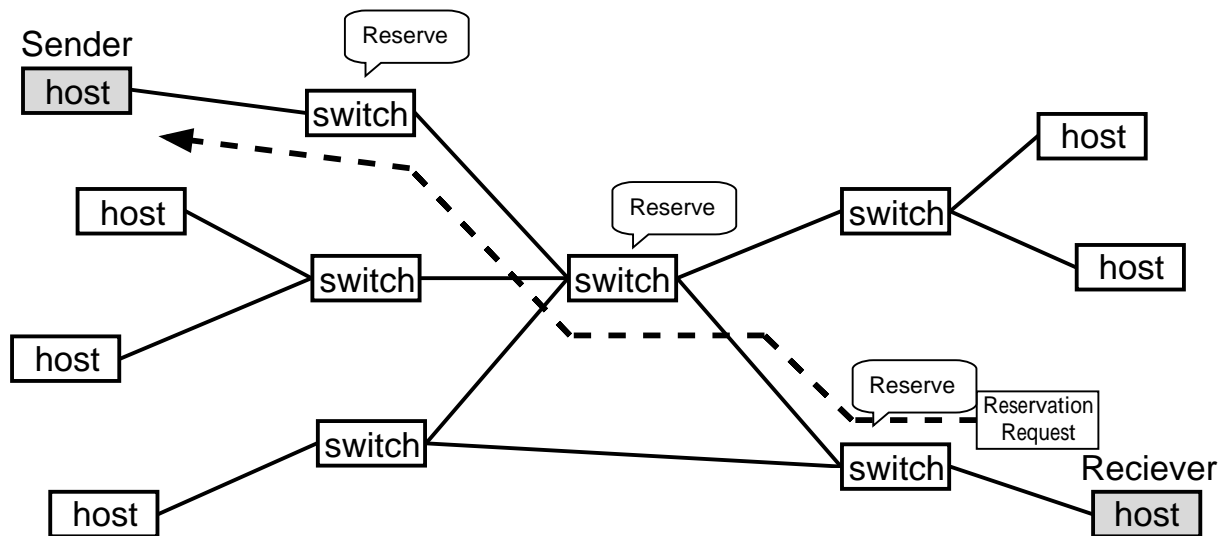 Reserve
Sender
host
switch
host
host
Reserve
switch
switch
switch
host
host
Reserve
Reservation
Request
switch
switch
Reciever
host
host